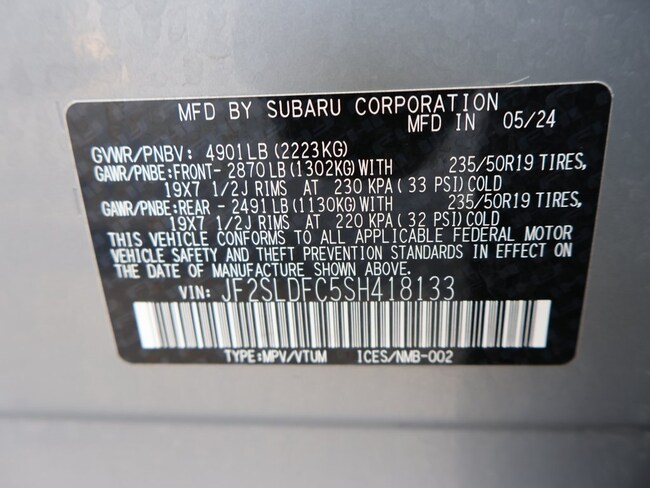 MFD BY SUBARU CORPORATION
MFD IN 05/24
GVWR/PNBV: 4901LB(2223KG)
GAWR/PNBE:FRONT- 2870LB(1302KG)WITH 235/50R19 TIRES,
19X7 1/2J RIMS AT 230 KPA( 33 PSI)COLD
GAWR/PNBE:REAR - 2491LB(1130KG)WITH 235/50R19 TIRES,
19X7 1/2J RIMS AT 220 KPA( 32 PSI)COLD
THIS VEHICLE CONFORMS TO ALL APPLICABLE FEDERAL MOTOR
VEHICLE SAFETY AND THEFT PREVENTION STANDARDS IN EFFECT ON
THE DATE OF MANUFACTURE SHOWN ABOVE.
VIN: JF2SLDFC5SH418133
TYPE:MPV/VTUM ICES/NMB-002